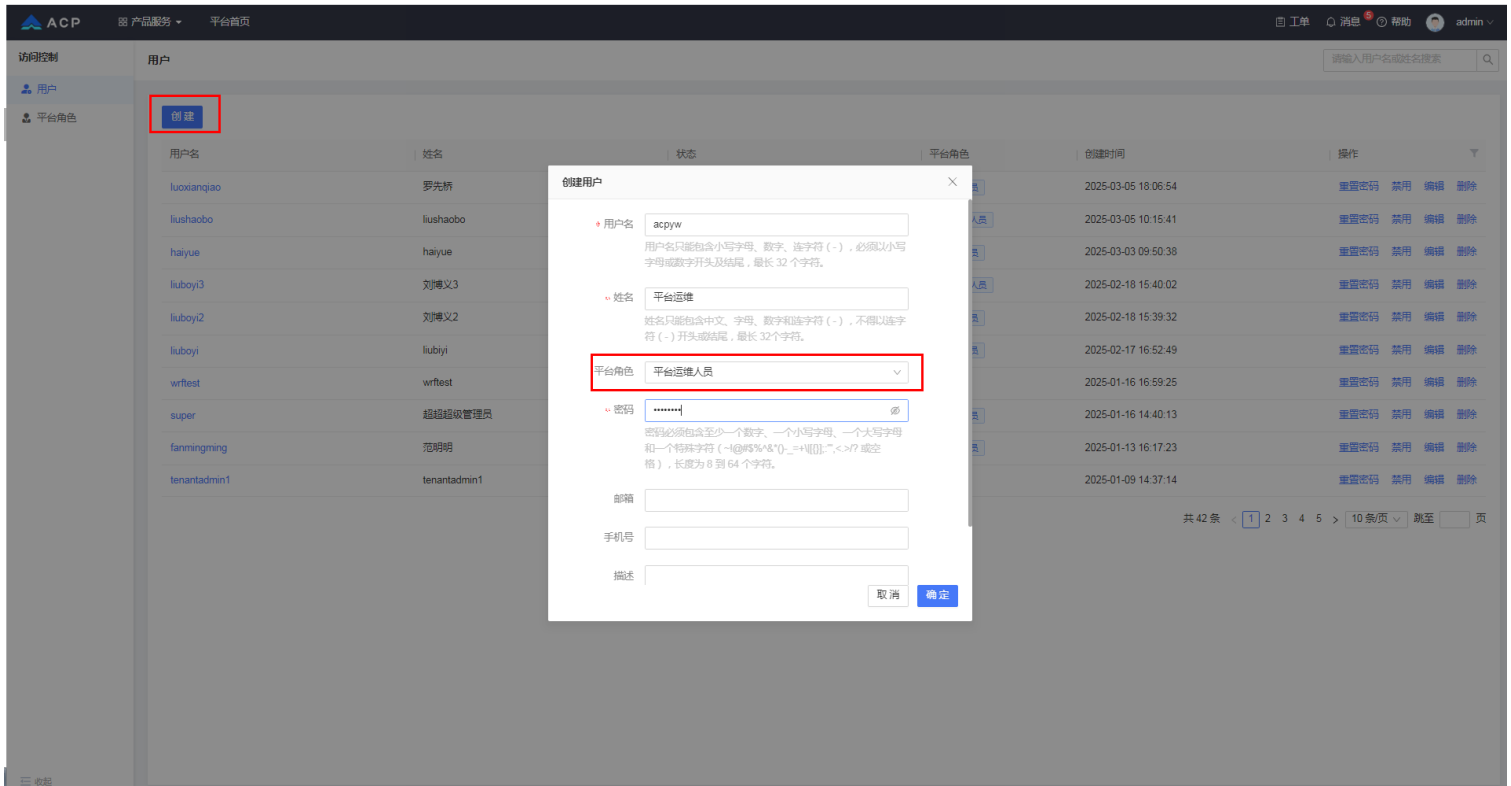 ACP 产品服务 平台首页 工单 消息 5 帮助 admin
访问控制 用户 请输入用户名或姓名搜索
用户
平台角色
创建
用户名 姓名 状态 平台角色 创建时间 操作
luoxianqiao 罗先桥 员 2025-03-05 18:06:54 重置密码 禁用 编辑 删除
liushaobo liushaobo 人员 2025-03-05 10:15:41 重置密码 禁用 编辑 删除
haiyue haiyue 员 2025-03-03 09:50:38 重置密码 禁用 编辑 删除
liuboyi3 刘博义3 人员 2025-02-18 15:40:02 重置密码 禁用 编辑 删除
liuboyi2 刘博义2 员 2025-02-18 15:39:32 重置密码 禁用 编辑 删除
liuboyi liubiyi 员 2025-02-17 16:52:49 重置密码 禁用 编辑 删除
wrftest wrftest 2025-01-16 16:59:25 重置密码 禁用 编辑 删除
super 超超超级管理员 员 2025-01-16 14:40:13 重置密码 禁用 编辑 删除
fanmingming 范明明 员 2025-01-13 16:17:23 重置密码 禁用 编辑 删除
tenantadmin1 tenantadmin1 2025-01-09 14:37:14 重置密码 禁用 编辑 删除
共 42 条 < 1 2 3 4 5 > 10 条/页 跳至 页
创建用户
* 用户名 acpyw
用户名只能包含小写字母、数字、连字符 ( - ) ，必须以小写
字母或数字开头及结尾，最长 32 个字符。
* 姓名 平台运维
姓名只能包含中文、字母、数字和连字符 ( - ) ，不得以连字
符 ( - ) 开头或结尾，最长 32个字符。
平台角色 平台运维人员
* 密码 ••••••••
密码必须包含至少一个数字、一个小写字母、一个大写字母
和一个特殊字符 ( ~!@#$%^&*()-_=+\|[{}];:'",<.>/? 或空
格 ) ，长度为 8 到 64 个字符。
邮箱
手机号
描述
取 消 确 定
收起